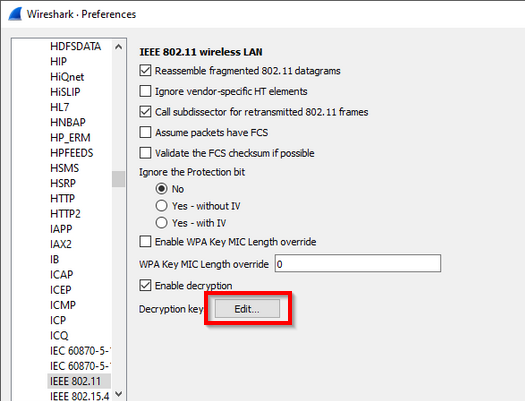 Wireshark · Preferences
HDFSDATA
HIP
HiQnet
HiSLIP
HL7
HNBAP
HP_ERM
HPFEEDS
HSMS
HSRP
HTTP
HTTP2
IAPP
IAX2
IB
ICAP
ICEP
ICMP
ICP
ICQ
IEC 60870-5-1
IEC 60870-5-1
IEEE 802.11
IEEE 802.15.4
IEEE 802.11 wireless LAN
Reassemble fragmented 802.11 datagrams
Ignore vendor-specific HT elements
Call subdissector for retransmitted 802.11 frames
Assume packets have FCS
Validate the FCS checksum if possible
Ignore the Protection bit
No
Yes - without IV
Yes - with IV
Enable WPA Key MIC Length override
WPA Key MIC Length override 0
Enable decryption
Decryption key Edit...